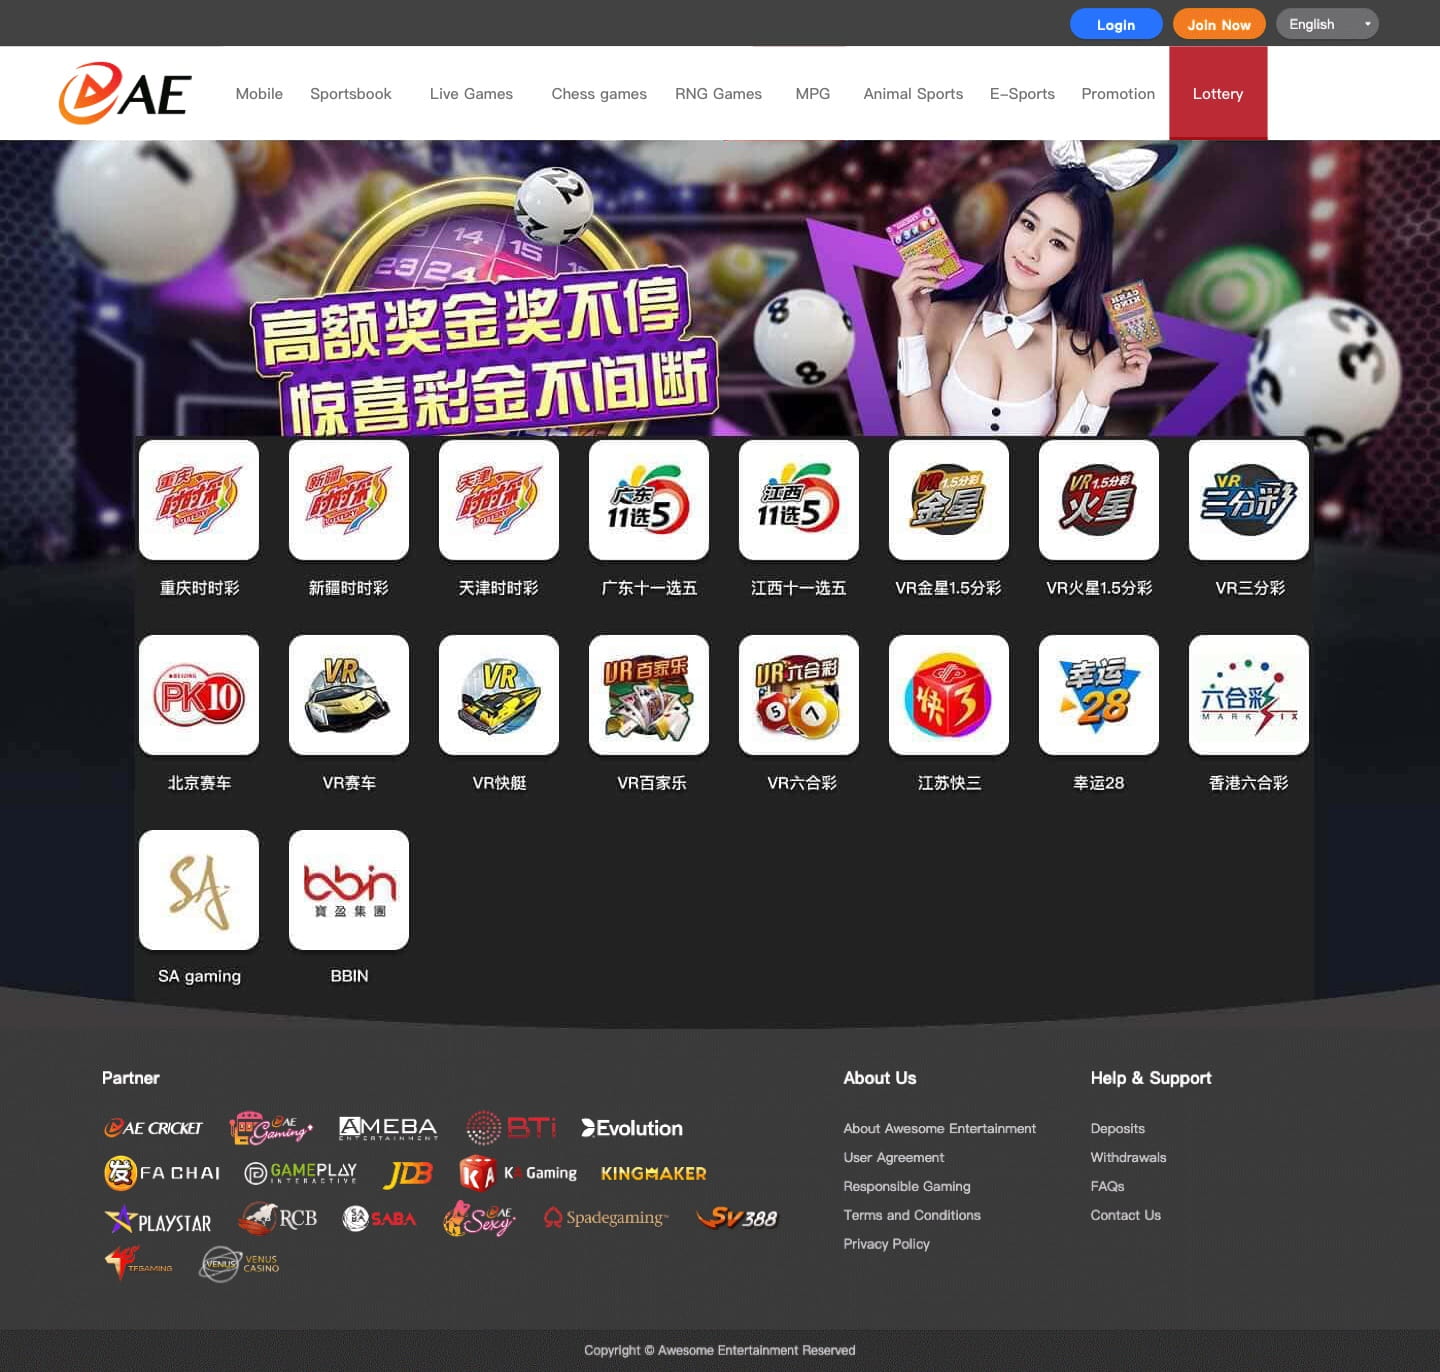 Login
Join Now
English
AE
Mobile
Sportsbook
Live Games
Chess games
RNG Games
MPG
Animal Sports
E-Sports
Promotion
Lottery
高额奖金奖不停
惊喜彩金不间断
重庆时时彩
新疆时时彩
天津时时彩
广东十一选五
江西十一选五
VR金星1.5分彩
VR火星1.5分彩
VR三分彩
北京赛车
VR赛车
VR快艇
VR百家乐
VR六合彩
江苏快三
幸运28
香港六合彩
SA gaming
BBIN
Partner
AE CRICKET
AE Gaming
AMEBA ENTERTAINMENT
BTi
Evolution
发 FA CHAI
GAMEPLAY INTERACTIVE
JDB
KA Gaming
KINGMAKER
PLAYSTAR
RCB
SABA SABA
AE Sexy
Spadegaming™
SV388
TFGAMING
VENUS VENUS CASINO
About Us
About Awesome Entertainment
User Agreement
Responsible Gaming
Terms and Conditions
Privacy Policy
Help & Support
Deposits
Withdrawals
FAQs
Contact Us
Copyright © Awesome Entertainment Reserved